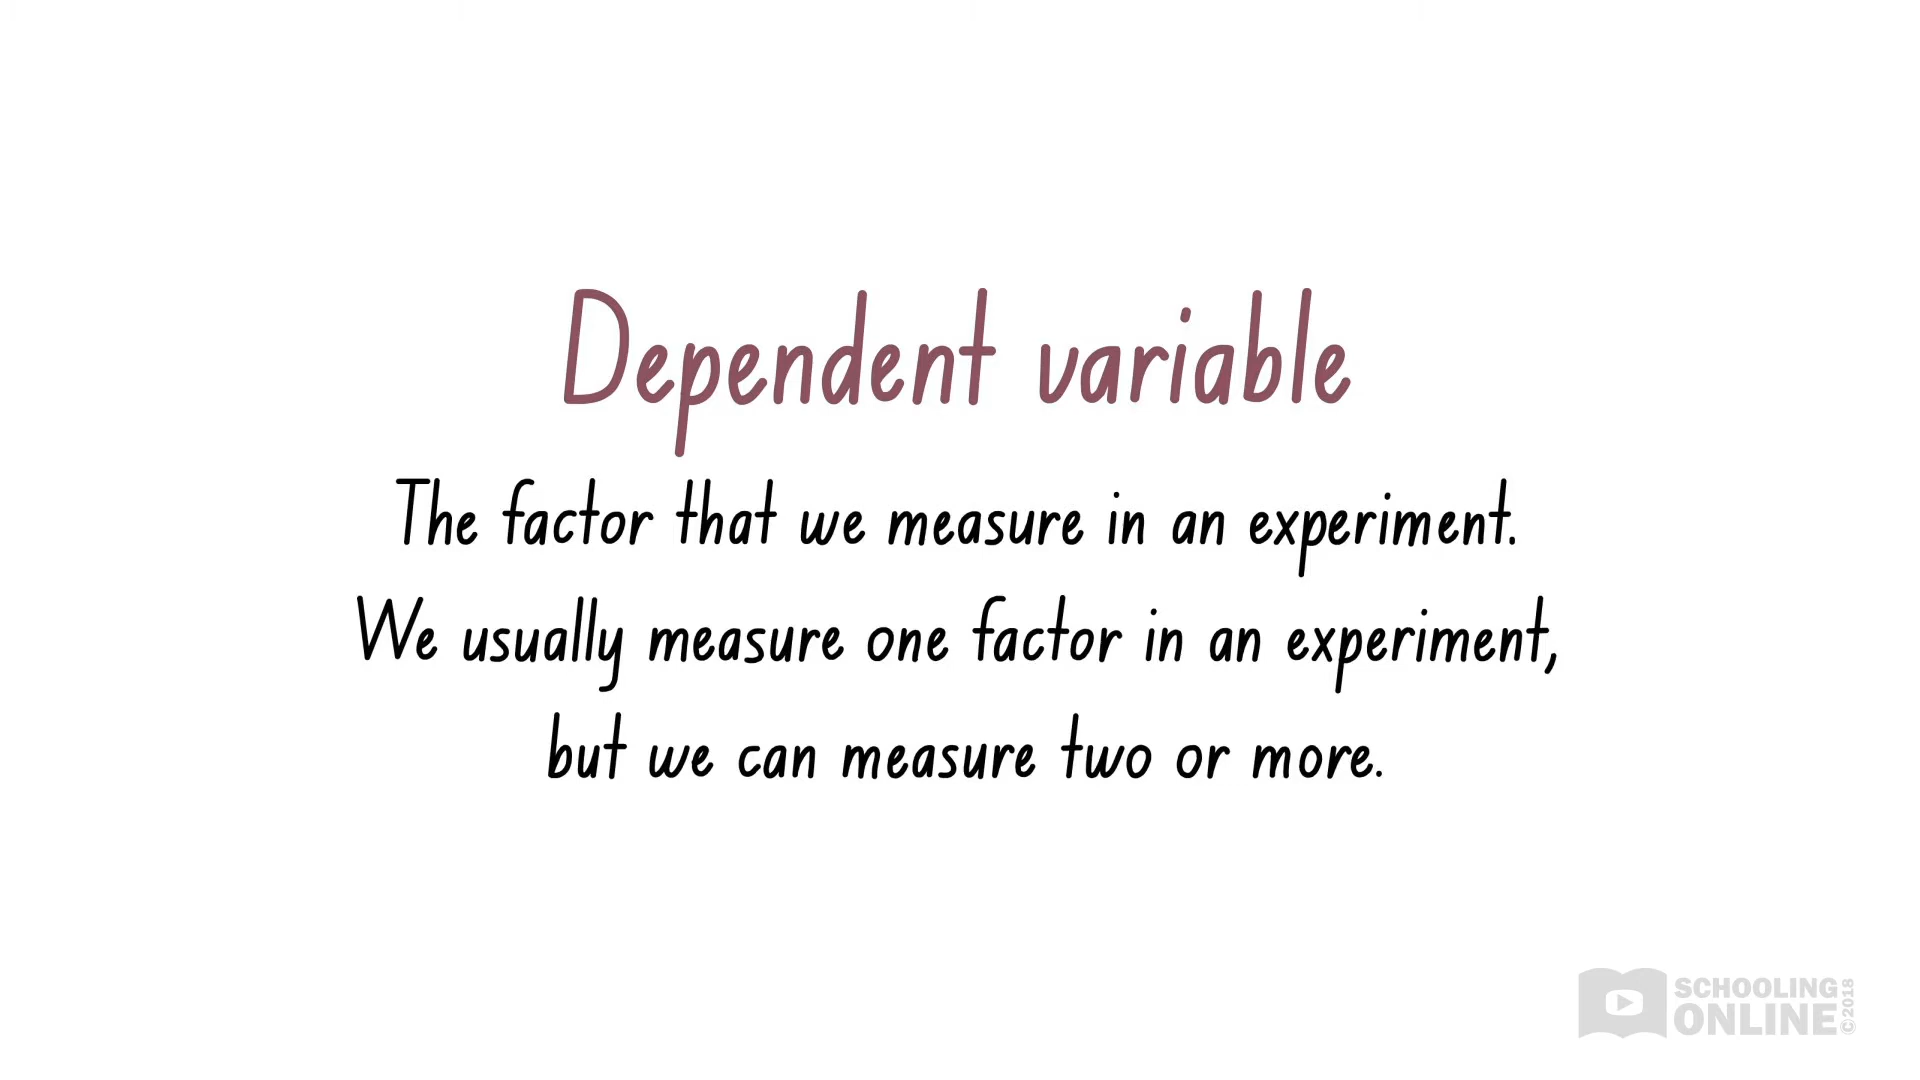 Dependent variable
The factor that we measure in an experiment.
We usually measure one factor in an experiment,
but we can measure two or more.
SCHOOLING
ONLINE
©2018